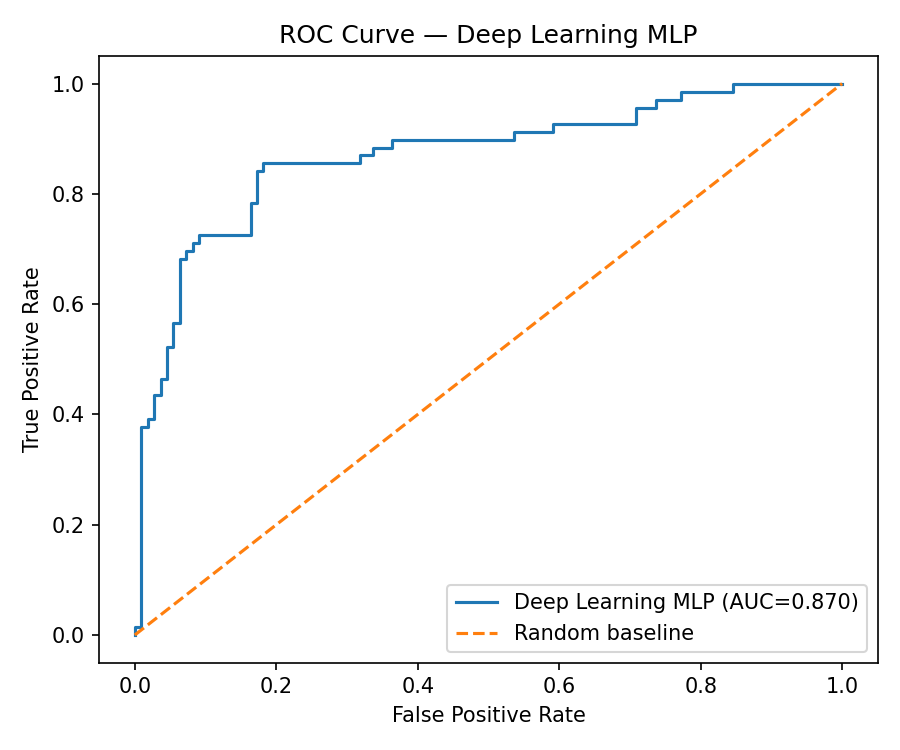 ROC Curve — Deep Learning MLP
True Positive Rate
1.0
0.8
0.6
0.4
0.2
0.0
0.0 0.2 0.4 0.6 0.8 1.0
False Positive Rate
Deep Learning MLP (AUC=0.870)
Random baseline